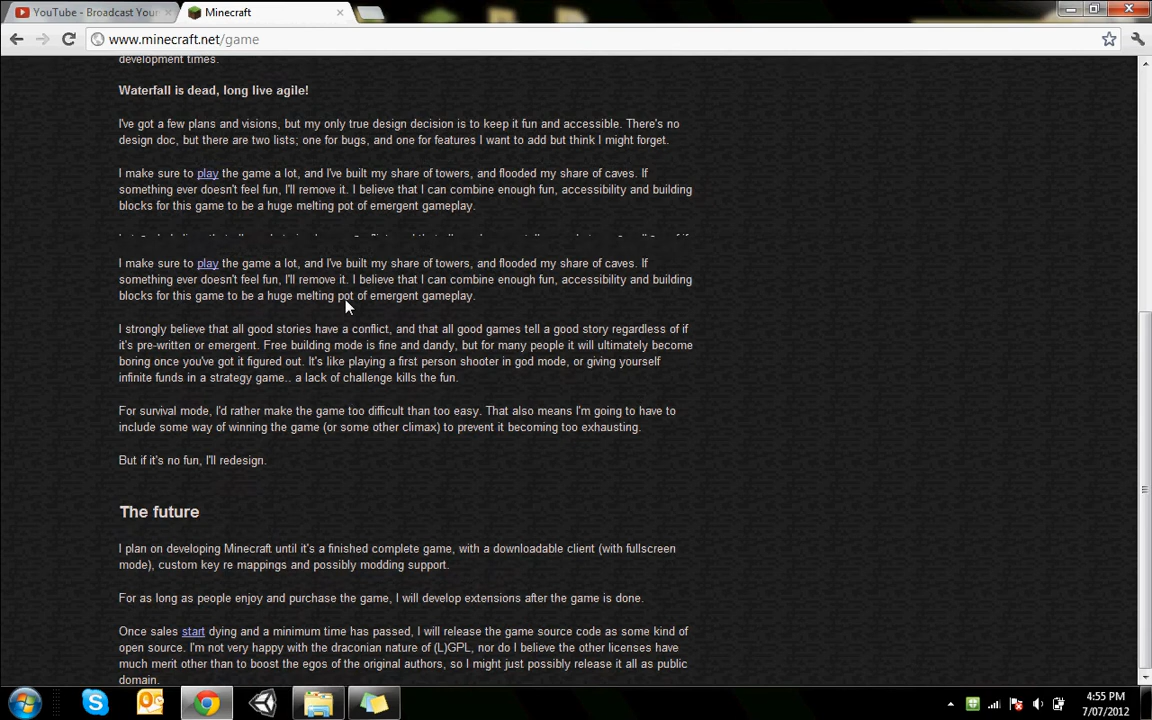 YouTube - Broadcast Your
Minecraft
www.minecraft.net/game
development times.
Waterfall is dead, long live agile!
I've got a few plans and visions, but my only true design decision is to keep it fun and accessible. There's no
design doc, but there are two lists; one for bugs, and one for features I want to add but think I might forget.
I make sure to play the game a lot, and I've built my share of towers, and flooded my share of caves. If
something ever doesn't feel fun, I'll remove it. I believe that I can combine enough fun, accessibility and building
blocks for this game to be a huge melting pot of emergent gameplay.
I make sure to play the game a lot, and I've built my share of towers, and flooded my share of caves. If
something ever doesn't feel fun, I'll remove it. I believe that I can combine enough fun, accessibility and building
blocks for this game to be a huge melting pot of emergent gameplay.
I strongly believe that all good stories have a conflict, and that all good games tell a good story regardless of if
it's pre-written or emergent. Free building mode is fine and dandy, but for many people it will ultimately become
boring once you've got it figured out. It's like playing a first person shooter in god mode, or giving yourself
infinite funds in a strategy game.. a lack of challenge kills the fun.
For survival mode, I'd rather make the game too difficult than too easy. That also means I'm going to have to
include some way of winning the game (or some other climax) to prevent it becoming too exhausting.
But if it's no fun, I'll redesign.
The future
I plan on developing Minecraft until it's a finished complete game, with a downloadable client (with fullscreen
mode), custom key re mappings and possibly modding support.
For as long as people enjoy and purchase the game, I will develop extensions after the game is done.
Once sales start dying and a minimum time has passed, I will release the game source code as some kind of
open source. I'm not very happy with the draconian nature of (L)GPL, nor do I believe the other licenses have
much merit other than to boost the egos of the original authors, so I might just possibly release it all as public
domain.
4:55 PM
7/07/2012